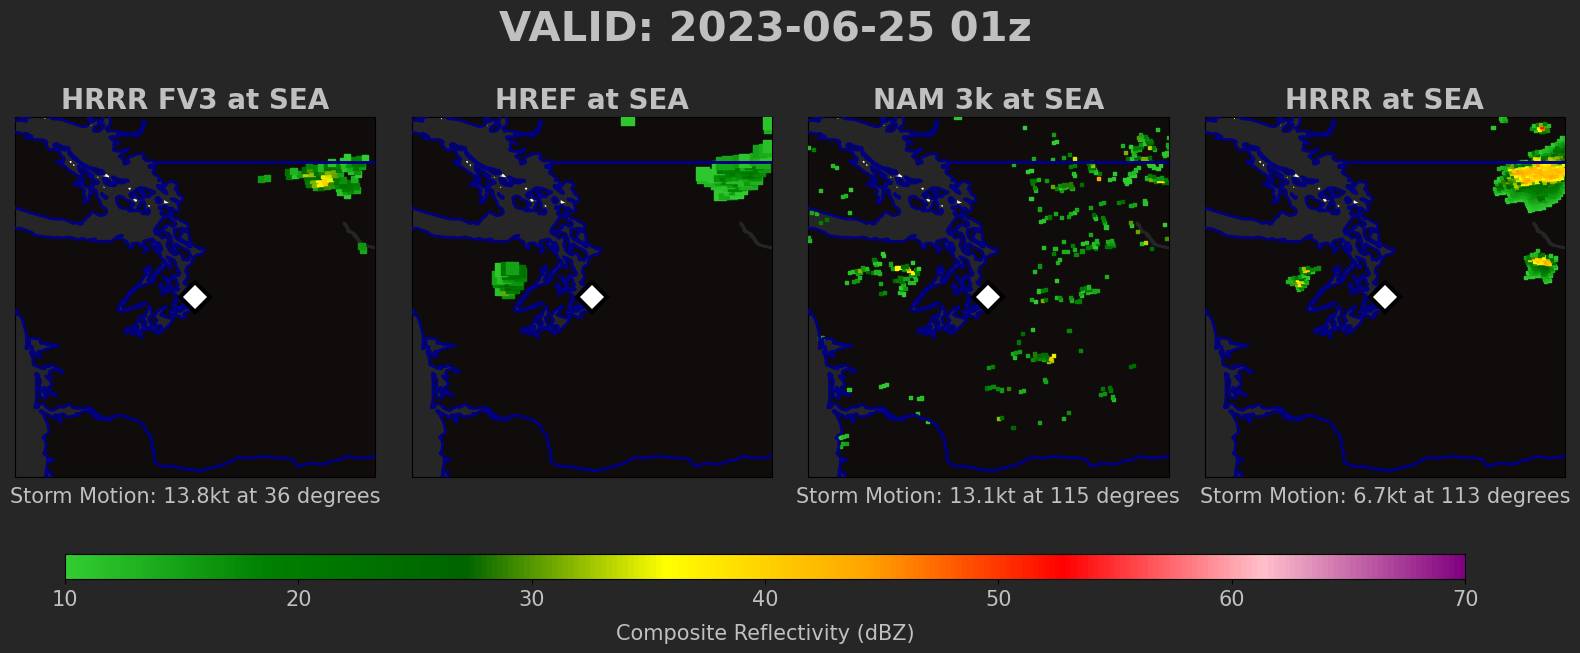 VALID: 2023-06-25 01z
HRRR FV3 at SEA
HREF at SEA
NAM 3k at SEA
HRRR at SEA
Storm Motion: 13.8kt at 36 degrees
Storm Motion: 13.1kt at 115 degrees
Storm Motion: 6.7kt at 113 degrees
10 20 30 40 50 60 70
Composite Reflectivity (dBZ)